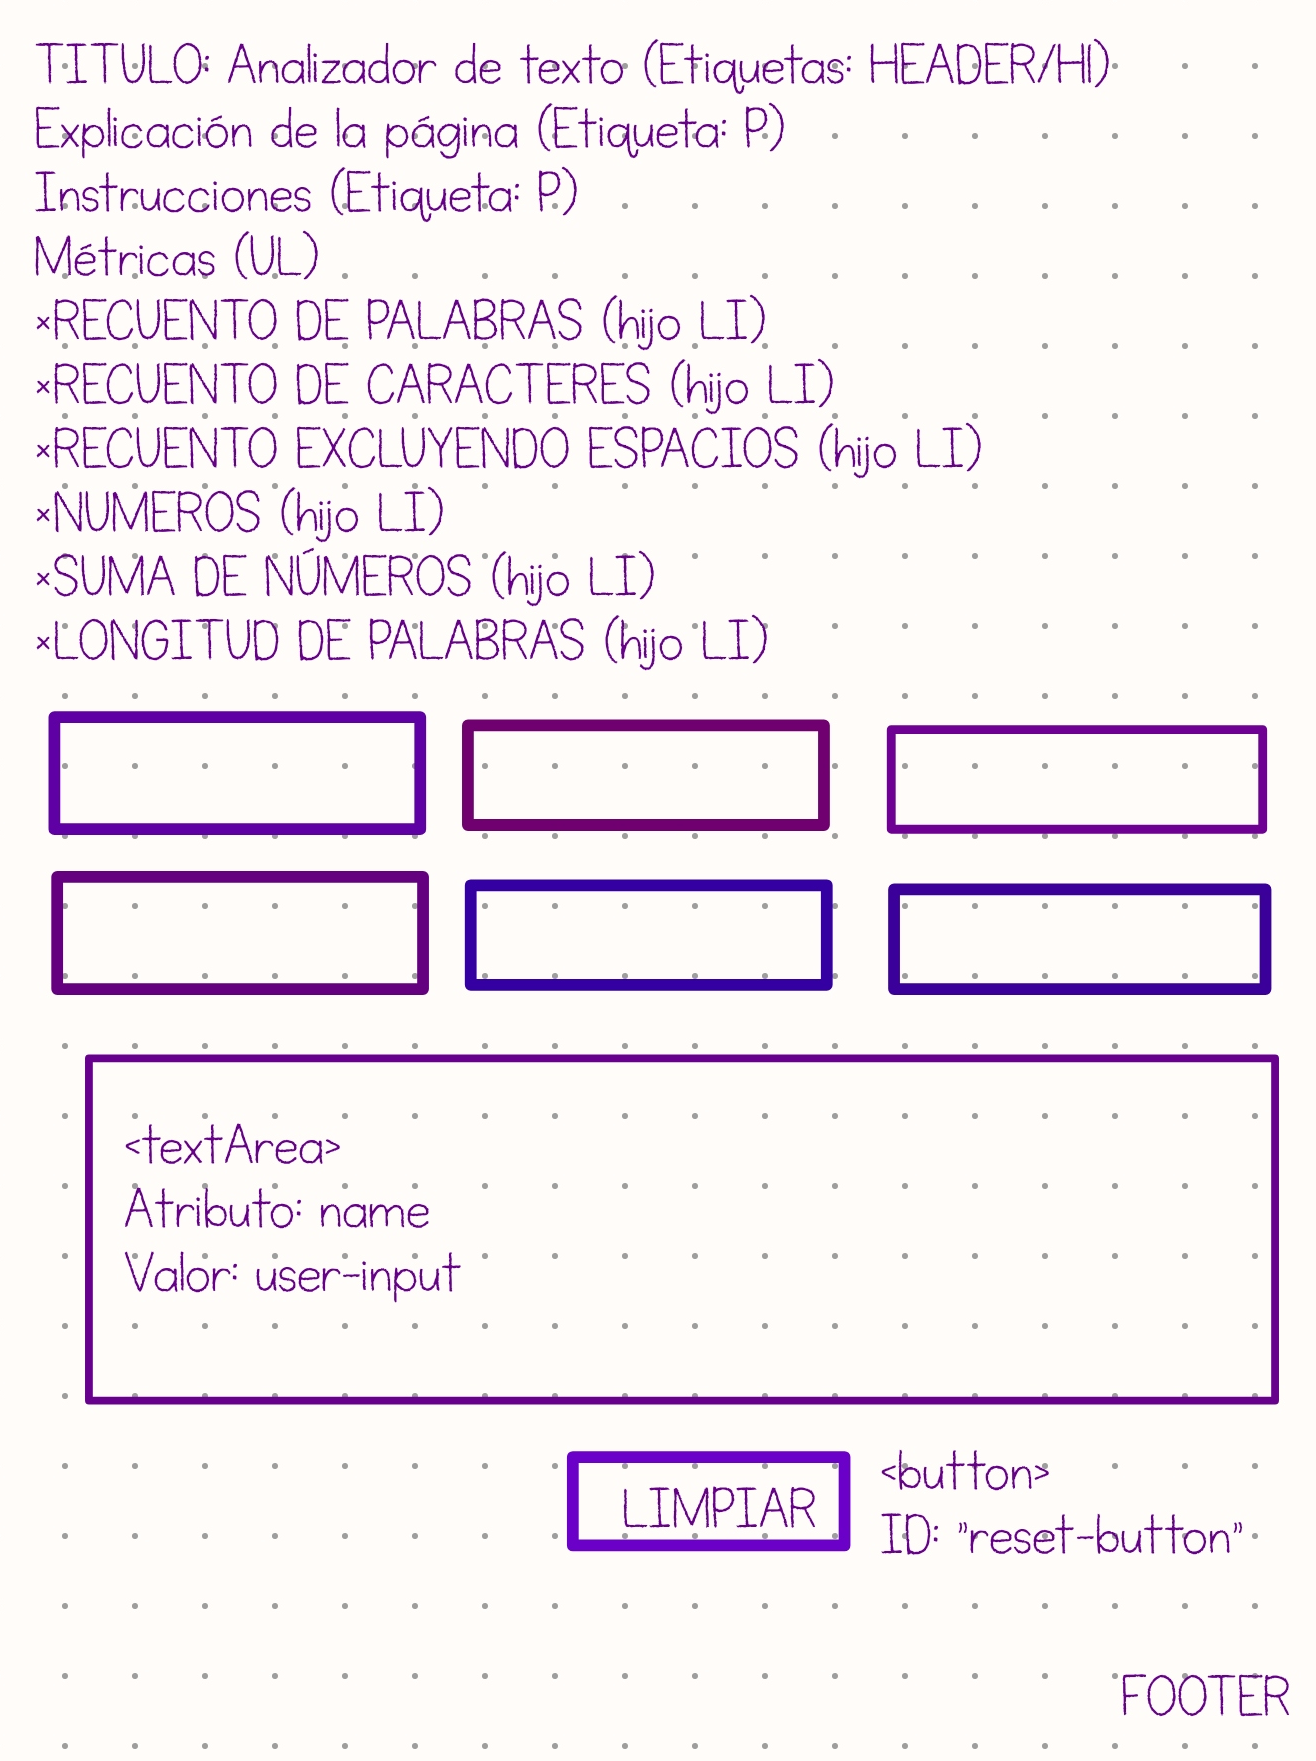 TITULO: Analizador de texto (Etiquetas: HEADER/H1)
Explicación de la página (Etiqueta: P)
Instrucciones (Etiqueta: P)
Métricas (UL)
×RECUENTO DE PALABRAS (hijo LI)
×RECUENTO DE CARACTERES (hijo LI)
×RECUENTO EXCLUYENDO ESPACIOS (hijo LI)
×NUMEROS (hijo LI)
×SUMA DE NÚMEROS (hijo LI)
×LONGITUD DE PALABRAS (hijo LI)
<textArea>
Atributo: name
Valor: user-input
LIMPIAR
<button>
ID: "reset-button"
FOOTER